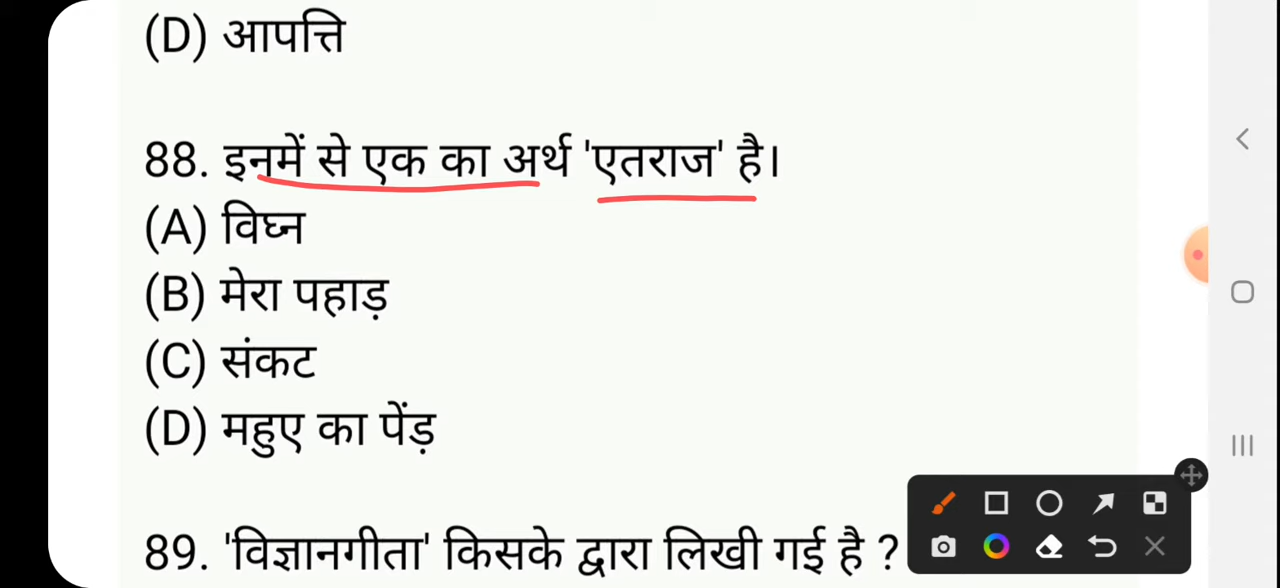 (D) आपत्ति
88. इनमें से एक का अर्थ 'एतराज' है।
(A) विघ्न
(B) मेरा पहाड़
(C) संकट
(D) महुए का पेंड़
89. 'विज्ञानगीता' किसके द्वारा लिखी गई है ?